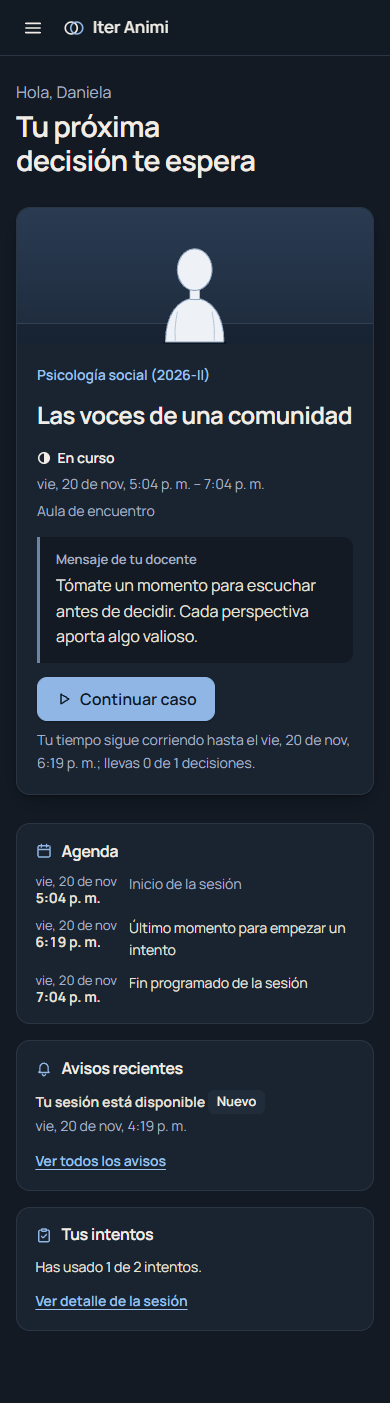 Iter Animi
Hola, Daniela
Tu próxima
decisión te espera
Psicología social (2026-II)
Las voces de una comunidad
En curso
vie, 20 de nov, 5:04 p. m. – 7:04 p. m.
Aula de encuentro
Mensaje de tu docente
Tómate un momento para escuchar
antes de decidir. Cada perspectiva
aporta algo valioso.
Continuar caso
Tu tiempo sigue corriendo hasta el vie, 20 de nov,
6:19 p. m.; llevas 0 de 1 decisiones.
Agenda
vie, 20 de nov
5:04 p. m.
Inicio de la sesión
vie, 20 de nov
6:19 p. m.
Último momento para empezar un
intento
vie, 20 de nov
7:04 p. m.
Fin programado de la sesión
Avisos recientes
Tu sesión está disponible Nuevo
vie, 20 de nov, 4:19 p. m.
Ver todos los avisos
Tus intentos
Has usado 1 de 2 intentos.
Ver detalle de la sesión